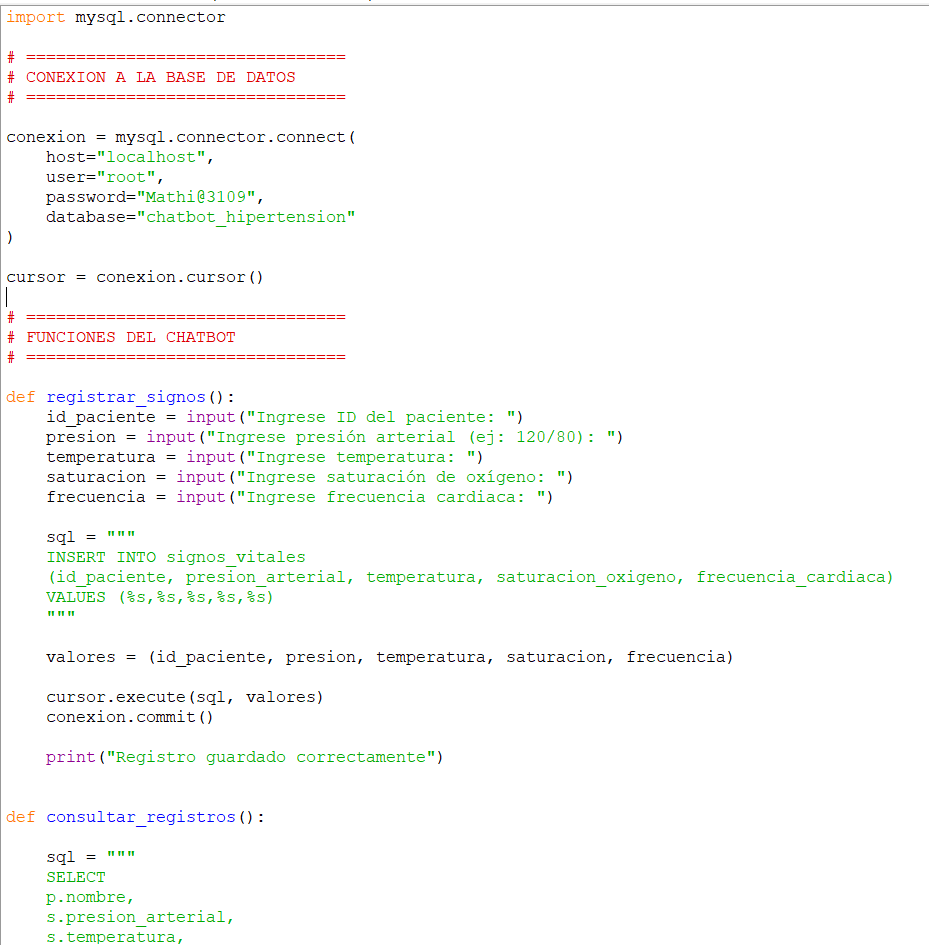 import mysql.connector
# ================================
# CONEXION A LA BASE DE DATOS
# ================================
conexion = mysql.connector.connect(
    host="localhost",
    user="root",
    password="Mathi@3109",
    database="chatbot_hipertension"
)
cursor = conexion.cursor()
# ================================
# FUNCIONES DEL CHATBOT
# ================================
def registrar_signos():
    id_paciente = input("Ingrese ID del paciente: ")
    presion = input("Ingrese presión arterial (ej: 120/80): ")
    temperatura = input("Ingrese temperatura: ")
    saturacion = input("Ingrese saturación de oxígeno: ")
    frecuencia = input("Ingrese frecuencia cardiaca: ")
    sql = """
    INSERT INTO signos_vitales
    (id_paciente, presion_arterial, temperatura, saturacion_oxigeno, frecuencia_cardiaca)
    VALUES (%s,%s,%s,%s,%s)
    """
    valores = (id_paciente, presion, temperatura, saturacion, frecuencia)
    cursor.execute(sql, valores)
    conexion.commit()
    print("Registro guardado correctamente")
def consultar_registros():
    sql = """
    SELECT
    p.nombre,
    s.presion_arterial,
    s.temperatura,